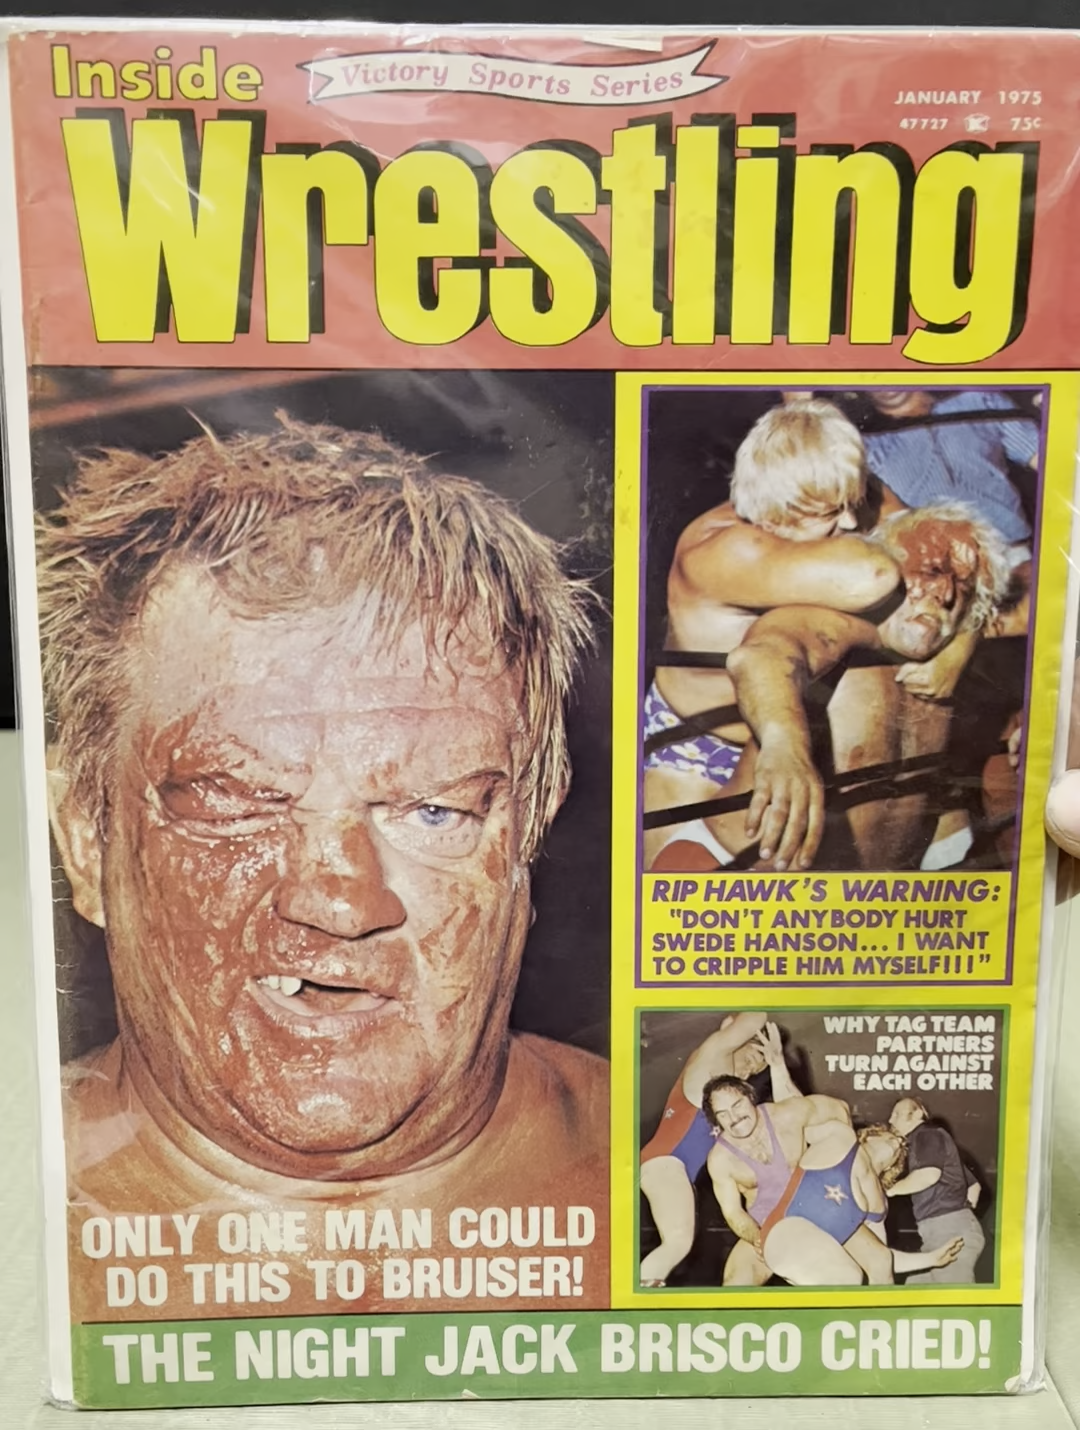 Inside
Victory Sports Series
JANUARY 1975
47727 75¢
Wrestling
RIP HAWK'S WARNING:
"DON'T ANYBODY HURT
SWEDE HANSON... I WANT
TO CRIPPLE HIM MYSELF!!!"
WHY TAG TEAM
PARTNERS
TURN AGAINST
EACH OTHER
ONLY ONE MAN COULD
DO THIS TO BRUISER!
THE NIGHT JACK BRISCO CRIED!